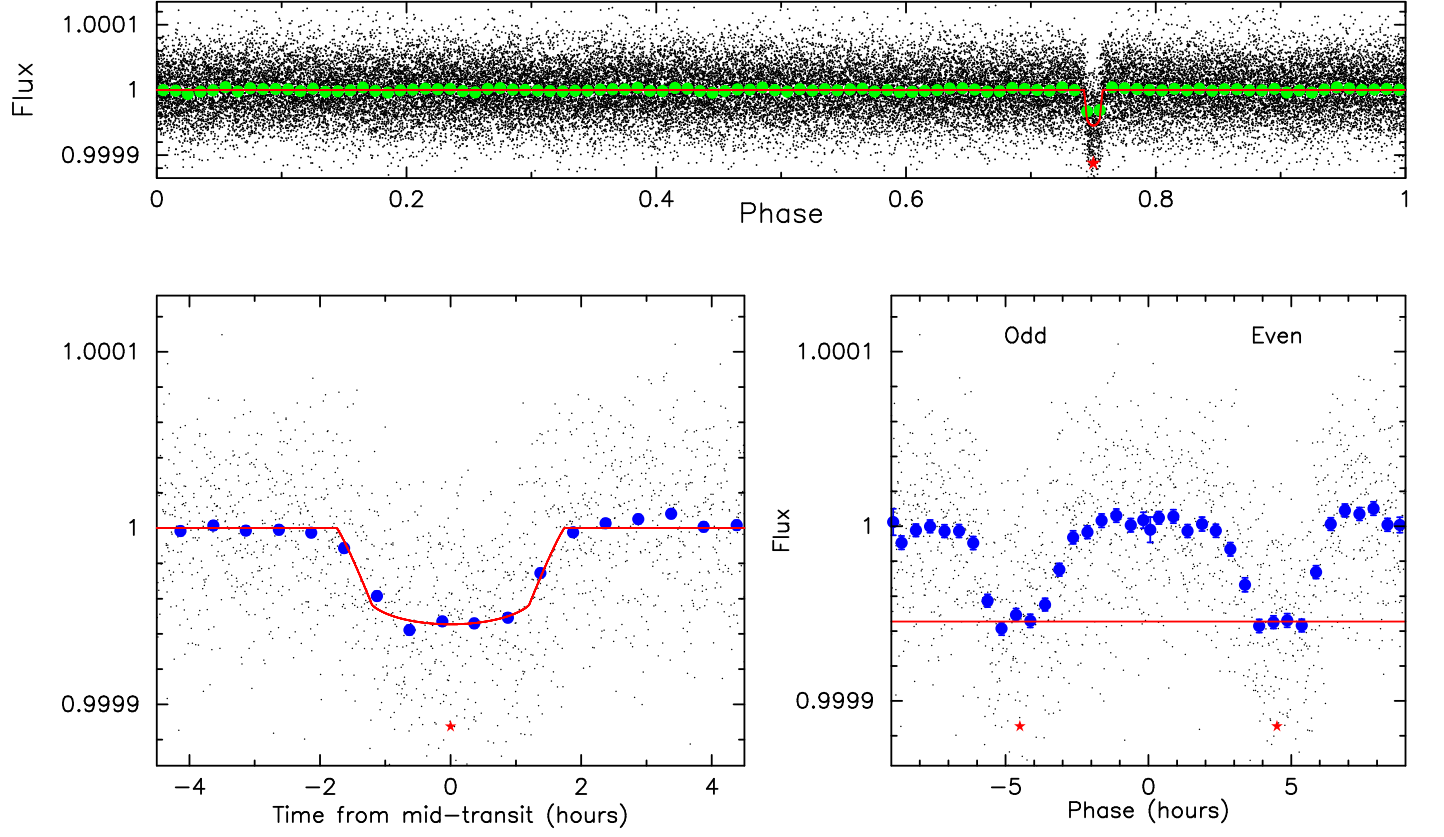 1.0001
1
0.9999
Flux
0 0.2 0.4 0.6 0.8 1
Phase
1.0001
1
0.9999
−4 −2 0 2 4
Time from mid−transit (hours)
Odd Even
1.0001
1
0.9999
Flux
−5 0 5
Phase (hours)